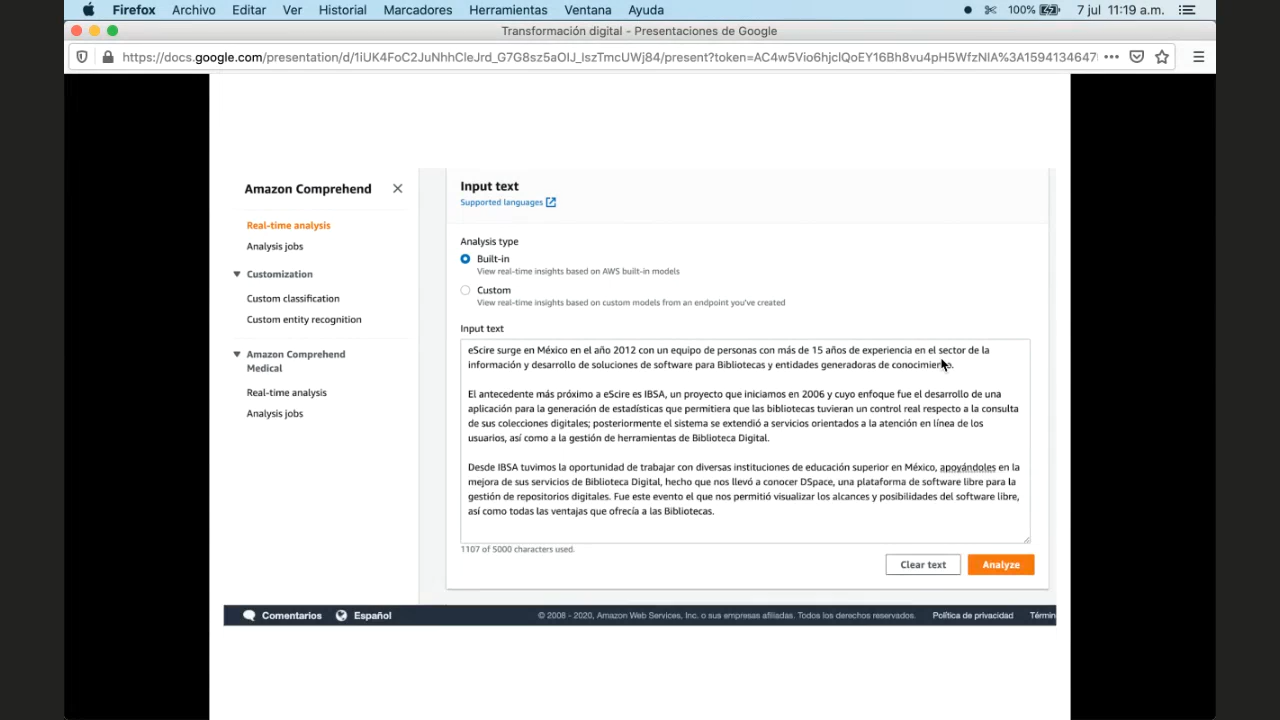 Firefox Archivo Editar Ver Historial Marcadores Herramientas Ventana Ayuda 100% 7 jul 11:19 a.m.
Transformación digital - Presentaciones de Google
Amazon Comprehend
Real-time analysis
Analysis jobs
Customization
Custom classification
Custom entity recognition
Amazon Comprehend
Medical
Real-time analysis
Analysis jobs
Input text
Supported languages
Analysis type
Built-in
View real-time insights based on AWS built-in models
Custom
View real-time insights based on custom models from an endpoint you've created
Input text
eScire surge en México en el año 2012 con un equipo de personas con más de 15 años de experiencia en el sector de la
información y desarrollo de soluciones de software para Bibliotecas y entidades generadoras de conocimiento.
El antecedente más próximo a eScire es IBSA, un proyecto que iniciamos en 2006 y cuyo enfoque fue el desarrollo de una
aplicación para la generación de estadísticas que permitiera que las bibliotecas tuvieran un control real respecto a la consulta
de sus colecciones digitales; posteriormente el sistema se extendió a servicios orientados a la atención en línea de los
usuarios, así como a la gestión de herramientas de Biblioteca Digital.
Desde IBSA tuvimos la oportunidad de trabajar con diversas instituciones de educación superior en México, apoyándoles en la
mejora de sus servicios de Biblioteca Digital, hecho que nos llevó a conocer DSpace, una plataforma de software libre para la
gestión de repositorios digitales. Fue este evento el que nos permitió visualizar los alcances y posibilidades del software libre,
así como todas las ventajas que ofrecía a las Bibliotecas.
1107 of 5000 characters used.
Clear text Analyze
Comentarios Español © 2008 - 2020, Amazon Web Services, Inc. o sus empresas afiliadas. Todos los derechos reservados. Política de privacidad Términ